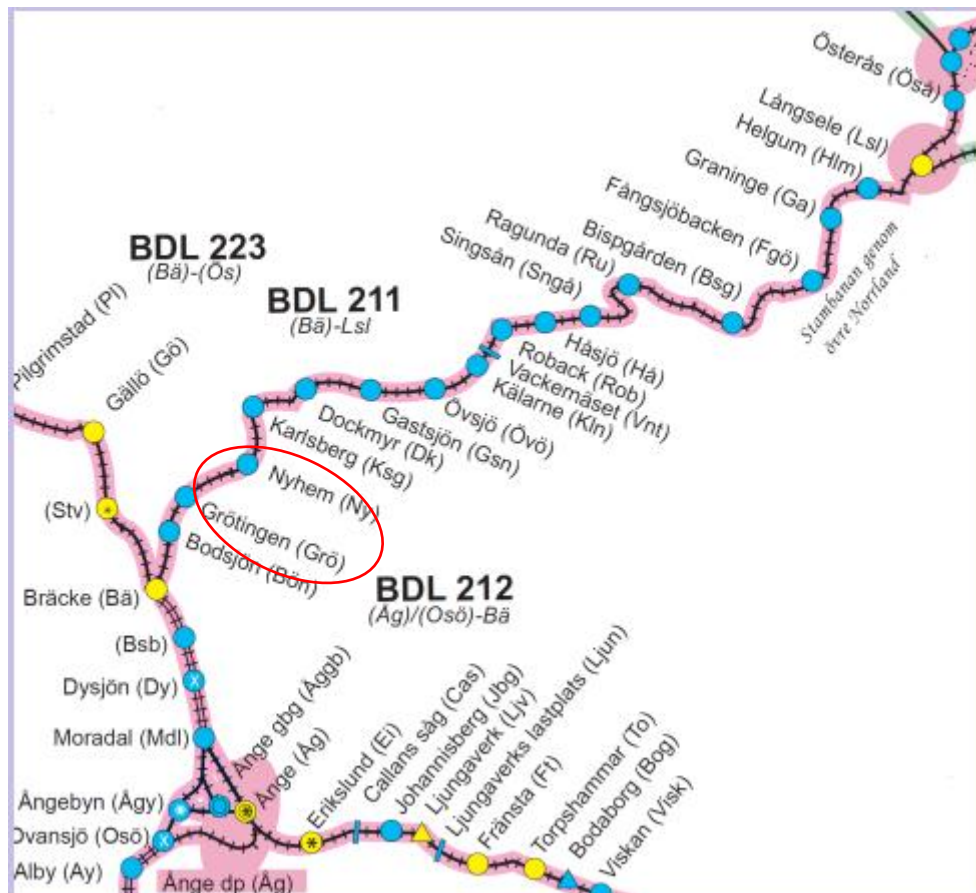 Österås (Öså)
Långsele (Lsl)
Helgum (Hlm)
Graninge (Ga)
Fångsjöbacken (Fgö)
Bispgården (Bsg)
Ragunda (Ru)
Singsån (Sngå)
Stambanan genom
övre Norrland
BDL 223
(Bä)-(Ös)
BDL 211
(Bä)-Lsl
Pilgrimstad (Pl)
Gällö (Gö)
Håsjö (Hå)
Roback (Rob)
Vackernäset (Vnt)
Kälarne (Kln)
Övsjö (Övö)
Gastsjön (Gsn)
Dockmyr (Dk)
Karlsberg (Ksg)
Nyhem (Ny)
Grötingen (Grö)
Bodsjön (Bön)
(Stv)
Bräcke (Bä)
BDL 212
(Åg)/(Osö)-Bä
(Bsb)
Dysjön (Dy)
Moradal (Mdl)
Ånge gbg (Åggb)
Ånge (Åg)
Erikslund (Ei)
Callans såg (Cas)
Johannisberg (Jbg)
Ljungaverk (Ljv)
Ljungaverks lastplats (Ljun)
Fränsla (Ft)
Torpshammar (To)
Bodaborg (Bog)
Viskan (Visk)
Ångebyn (Ågy)
Ovansjö (Osö)
Alby (Ay)
Ånge dp (Åg)